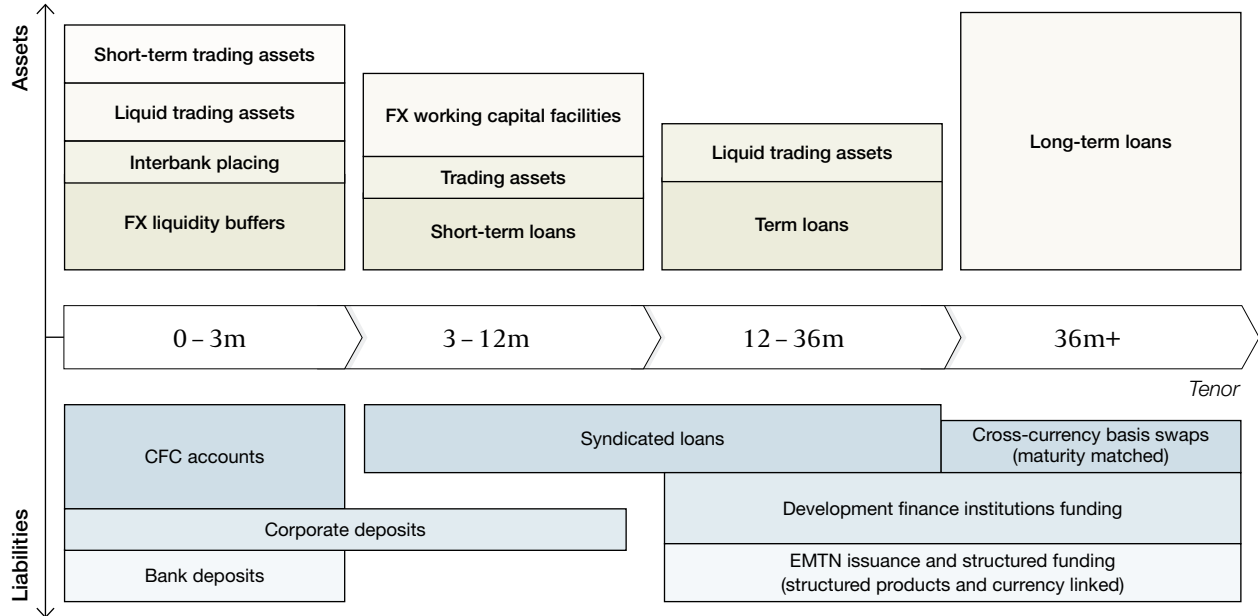 Assets
Short-term trading assets
Liquid trading assets
Interbank placing
FX liquidity buffers
FX working capital facilities
Trading assets
Short-term loans
Liquid trading assets
Term loans
Long-term loans
0 – 3m
3 – 12m
12 – 36m
36m+
Tenor
Liabilities
CFC accounts
Corporate deposits
Bank deposits
Syndicated loans
Cross-currency basis swaps
(maturity matched)
Development finance institutions funding
EMTN issuance and structured funding
(structured products and currency linked)